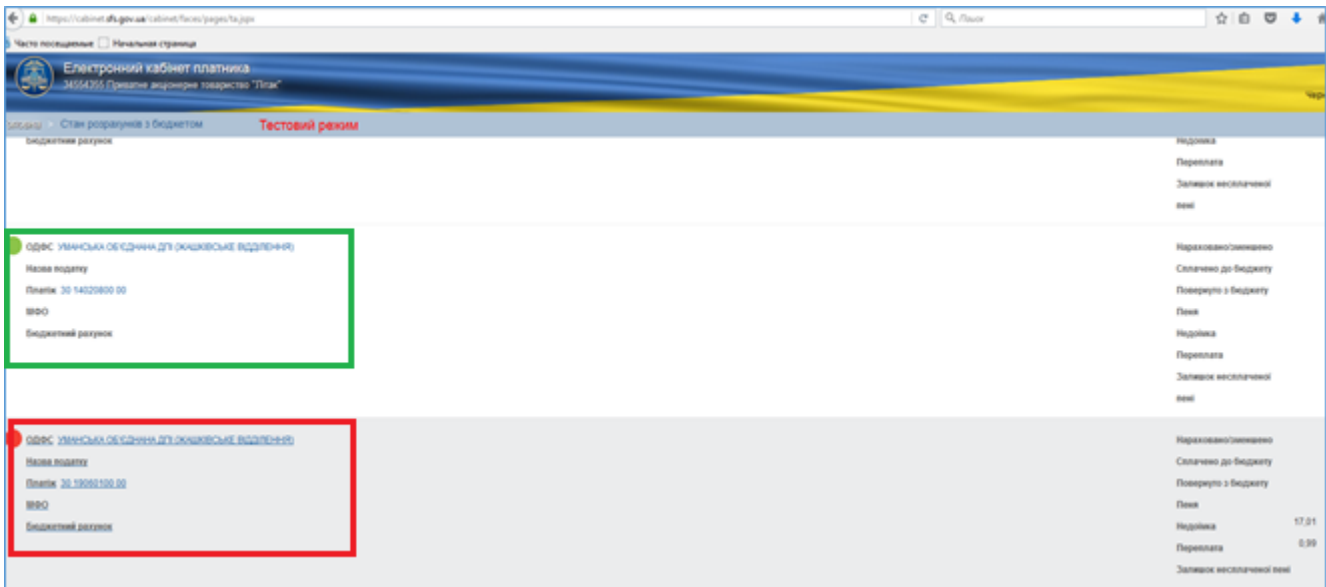 https://cabinet.sfs.gov.ua/cabinet/faces/pages/ta.jspx
Поиск
Часто посещаемые Начальная страница
Електронний кабінет платника
34554355 Приватне акціонерне товариство
Стан розрахунків з бюджетом Тестовий режим
Бюджетний рахунок
Недоїмка
Переплата
Залишок несплаченої
пені
ОДФС УМАНСЬКА ОБ'ЄДНАНА ДПІ (ЖАШКІВСЬКЕ ВІДДІЛЕННЯ)
Назва податку
Платіж 30 14020800 00
МФО
Бюджетний рахунок
Нараховано/зменшено
Сплачено до бюджету
Повернуто з бюджету
Пеня
Недоїмка
Переплата
Залишок несплаченої
пені
ОДФС УМАНСЬКА ОБ'ЄДНАНА ДПІ (ЖАШКІВСЬКЕ ВІДДІЛЕННЯ)
Назва податку
Платіж 30 19060100 00
МФО
Бюджетний рахунок
Нараховано/зменшено
Сплачено до бюджету
Повернуто з бюджету
Пеня
Недоїмка 17,01
Переплата 0,99
Залишок несплаченої пені